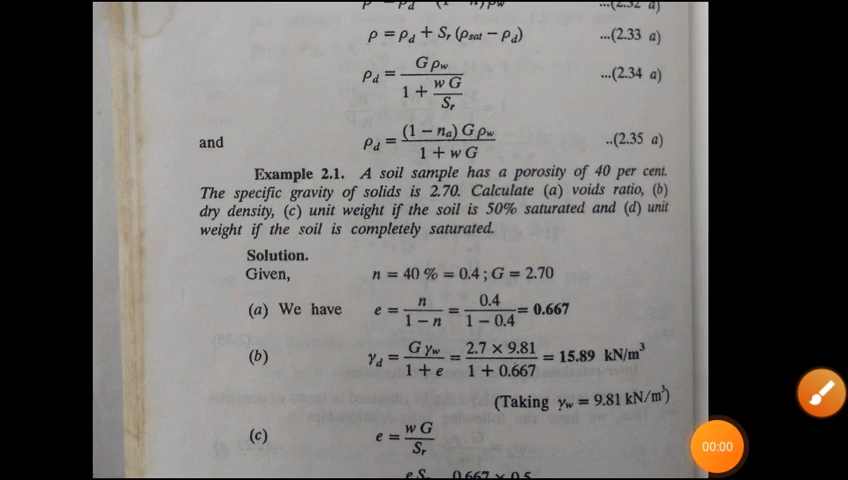 ρ = ρd + Sr (ρsat − ρd) ...(2.33 a)
ρd = G ρw / (1 + w G / Sr) ...(2.34 a)
and ρd = (1 − na) G ρw / (1 + w G) ..(2.35 a)
Example 2.1. A soil sample has a porosity of 40 per cent.
The specific gravity of solids is 2.70. Calculate (a) voids ratio, (b)
dry density, (c) unit weight if the soil is 50% saturated and (d) unit
weight if the soil is completely saturated.
Solution.
Given, n = 40 % = 0.4 ; G = 2.70
(a) We have e = n / (1 − n) = 0.4 / (1 − 0.4) = 0.667
(b) γd = G γw / (1 + e) = 2.7 × 9.81 / (1 + 0.667) = 15.89 kN/m³
(Taking γw = 9.81 kN/m³)
(c) e = w G / Sr
00:00